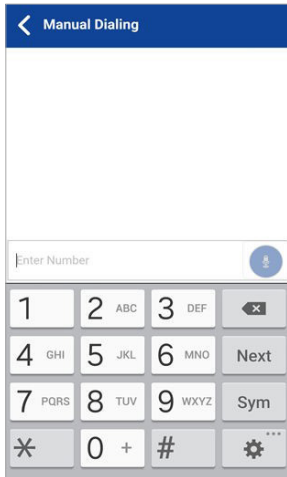 Manual Dialing
Enter Number
1 2 ABC 3 DEF
4 GHI 5 JKL 6 MNO Next
7 PQRS 8 TUV 9 WXYZ Sym
* 0 + #